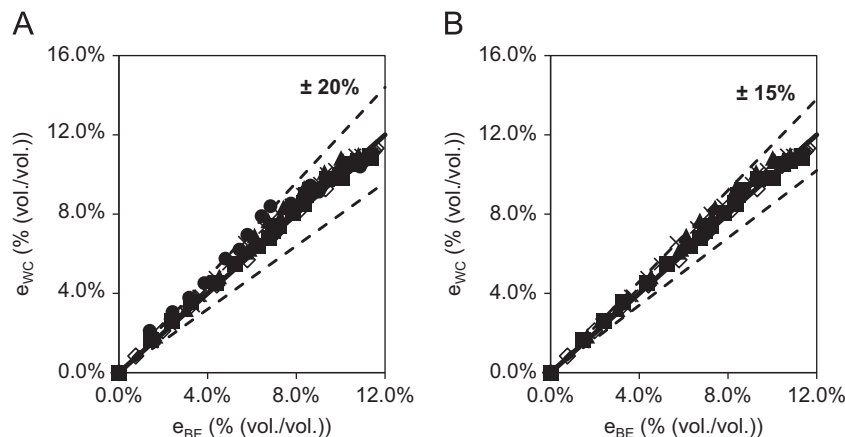 A
16.0%
12.0%
8.0%
4.0%
0.0%
e_WC (% (vol./vol.))
± 20%
0.0% 4.0% 8.0% 12.0%
e_BE (% (vol./vol.))
B
16.0%
12.0%
8.0%
4.0%
0.0%
e_WC (% (vol./vol.))
± 15%
0.0% 4.0% 8.0% 12.0%
e_BE (% (vol./vol.))